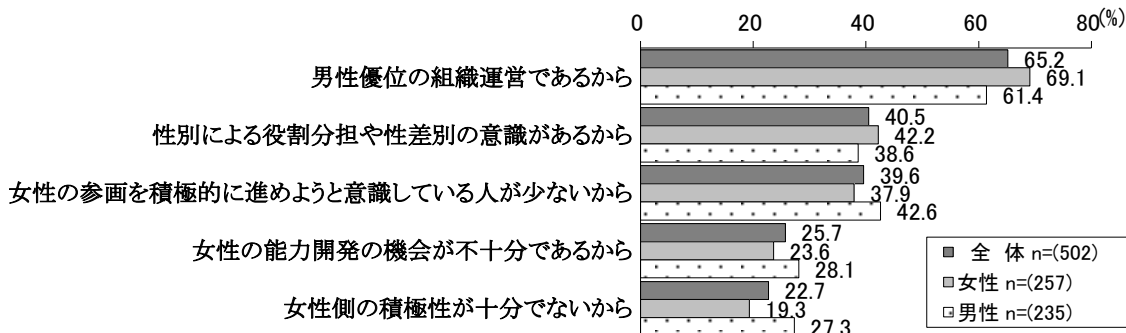 0 20 40 60 80 (%)
男性優位の組織運営であるから
65.2
69.1
61.4
性別による役割分担や性差別の意識があるから
40.5
42.2
38.6
女性の参画を積極的に進めようと意識している人が少ないから
39.6
37.9
42.6
女性の能力開発の機会が不十分であるから
25.7
23.6
28.1
女性側の積極性が十分でないから
22.7
19.3
27.3
全 体 n=(502)
女性 n=(257)
男性 n=(235)